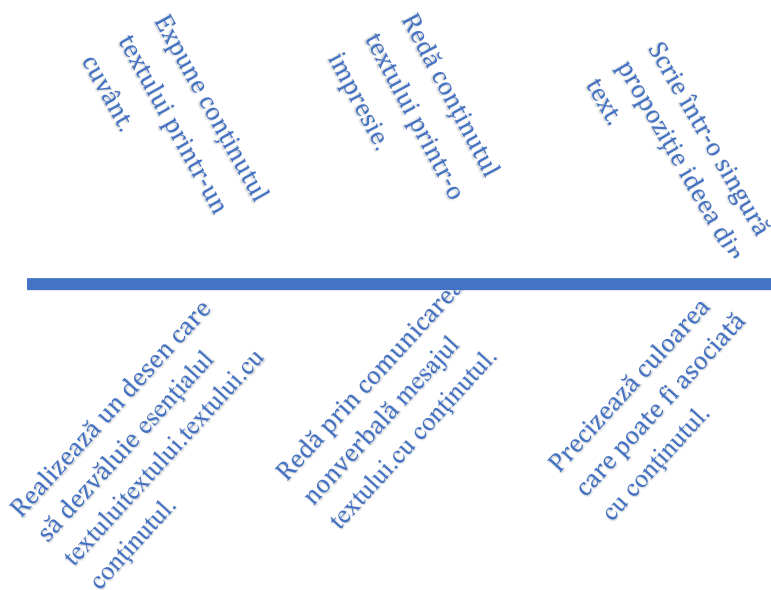 Expune conținutul
textului printr-un
cuvânt.
Redă conținutul
textului printr-o
impresie.
Scrie într-o singură
propoziție ideea din
text.
Realizează un desen care
să dezvăluie esențialul
textuluitextului.textului.cu
conținutul.
Redă prin comunicarea
nonverbală mesajul
textului.cu conținutul.
Precizează culoarea
care poate fi asociată
cu conținutul.